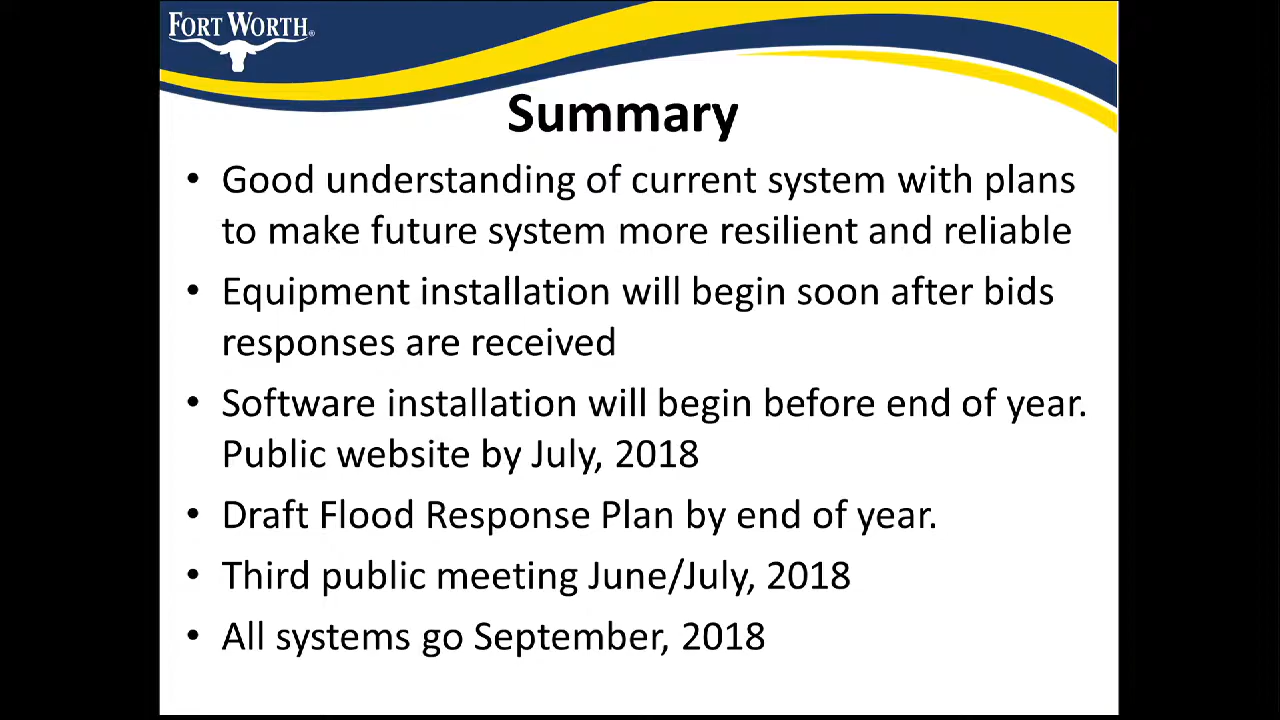 FORT WORTH®
Summary
• Good understanding of current system with plans
to make future system more resilient and reliable
• Equipment installation will begin soon after bids
responses are received
• Software installation will begin before end of year.
Public website by July, 2018
• Draft Flood Response Plan by end of year.
• Third public meeting June/July, 2018
• All systems go September, 2018